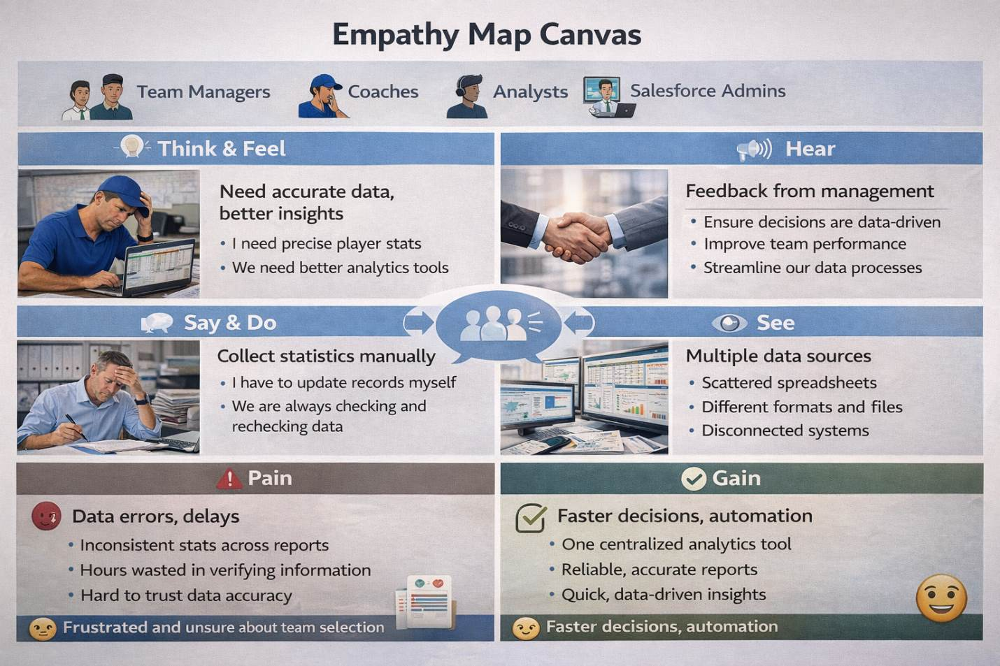 Empathy Map Canvas
Team Managers
Coaches
Analysts
Salesforce Admins
Think & Feel
Need accurate data,
better insights
• I need precise player stats
• We need better analytics tools
Hear
Feedback from management
• Ensure decisions are data-driven
• Improve team performance
• Streamline our data processes
Say & Do
Collect statistics manually
• I have to update records myself
• We are always checking and
rechecking data
See
Multiple data sources
• Scattered spreadsheets
• Different formats and files
• Disconnected systems
Pain
Data errors, delays
• Inconsistent stats across reports
• Hours wasted in verifying information
• Hard to trust data accuracy
Frustrated and unsure about team selection
Gain
Faster decisions, automation
• One centralized analytics tool
• Reliable, accurate reports
• Quick, data-driven insights
Faster decisions, automation